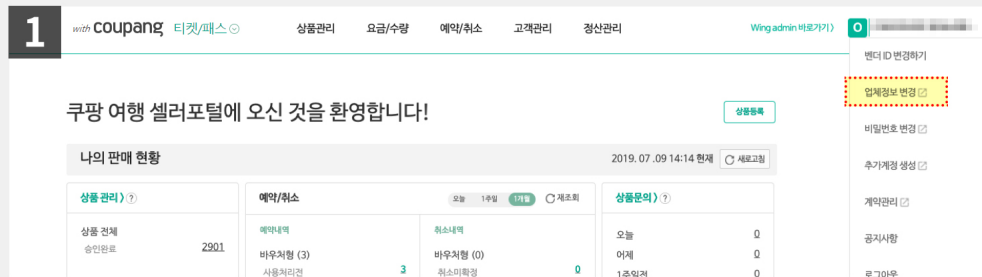 1
with coupang 티켓/패스 상품관리 요금/수량 예약/취소 고객관리 정산관리 Wing admin 바로가기 > O
벤더 ID 변경하기
업체정보 변경
비밀번호 변경
추가계정 생성
계약관리
공지사항
로그아웃
쿠팡 여행 셀러포털에 오신 것을 환영합니다! 상품등록
나의 판매 현황 2019. 07 .09 14:14 현재 새로고침
상품 관리 > ? 예약/취소 오늘 1주일 1개월 재조회 상품문의 > ?
상품 전체 예약내역 취소내역 오늘 0
승인완료 2901 바우처형 (3) 바우처형 (0) 어제 0
사용처리전 3 취소미확정 0 1주일전 0